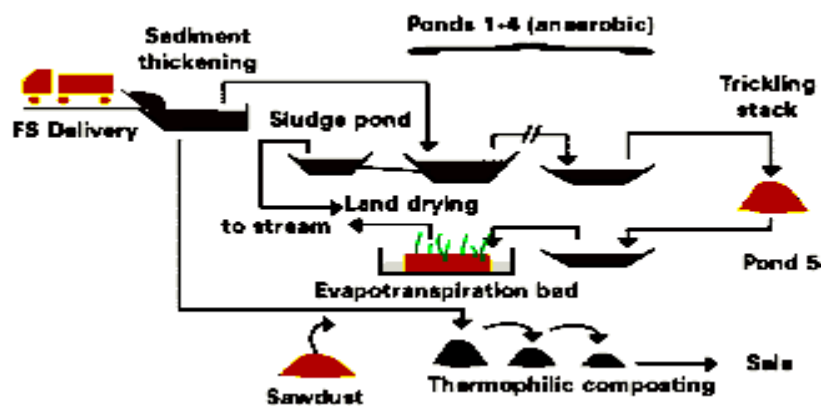 Ponds 1-4 (anaerobic)
Sediment
thickening
Trickling
stack
FS Delivery
Sludge pond
Land drying
to stream
Pond 5
Evapotranspiration bed
Sale
Thermophilic composting
Sawdust